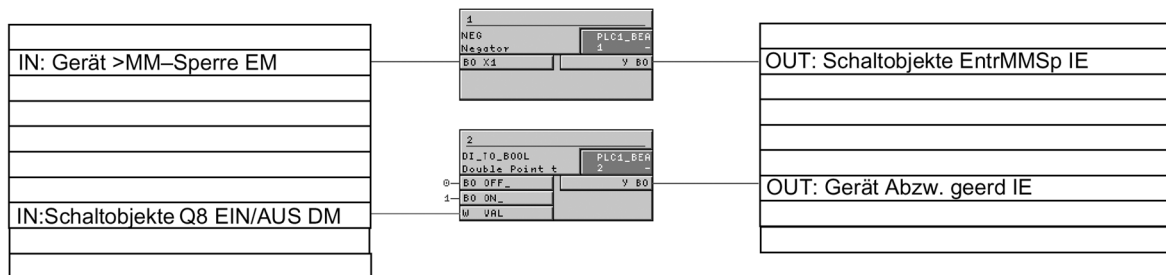 IN: Gerät >MM–Sperre EM
IN:Schaltobjekte Q8 EIN/AUS DM
1
NEG
Negator
PLC1_BEA
1 -
BO X1
Y BO
2
DI_TO_BOOL
Double Point t
PLC1_BEA
2 -
0
BO OFF_
Y BO
1
BO ON_
W VAL
OUT: Schaltobjekte EntrMMSp IE
OUT: Gerät Abzw. geerd IE